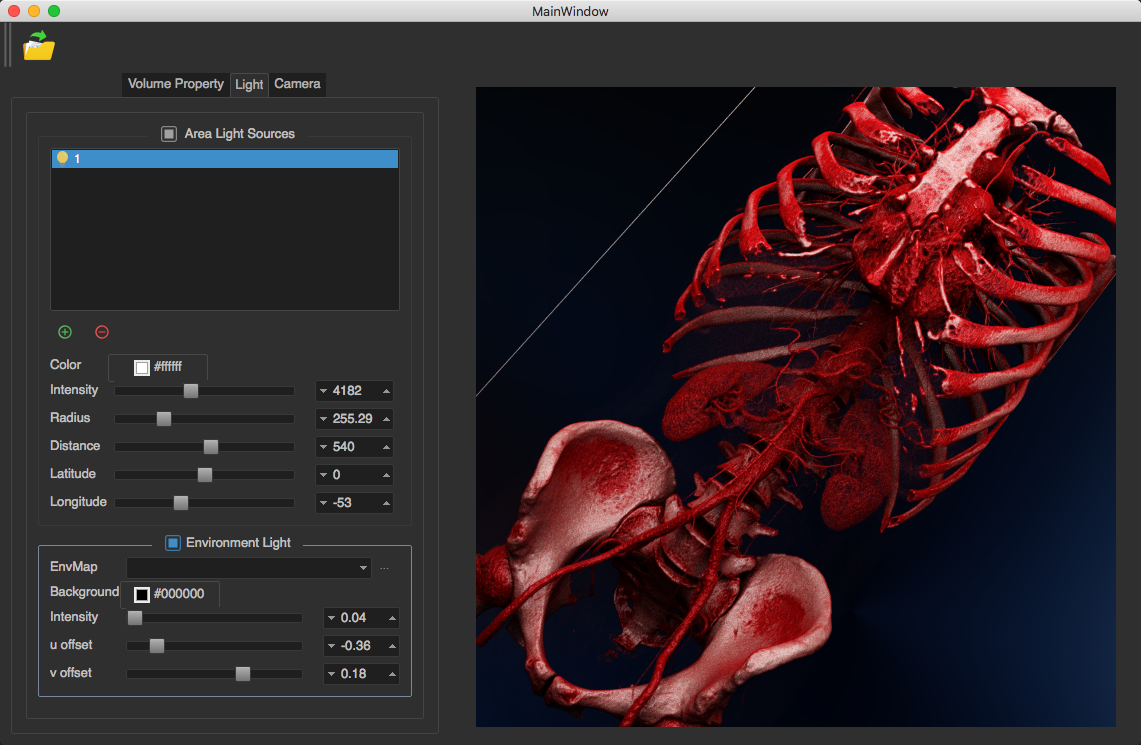 MainWindow
Volume Property Light Camera
Area Light Sources
1
Color #ffffff
Intensity 4182
Radius 255.29
Distance 540
Latitude 0
Longitude -53
Environment Light
EnvMap ...
Background #000000
Intensity 0.04
u offset -0.36
v offset 0.18